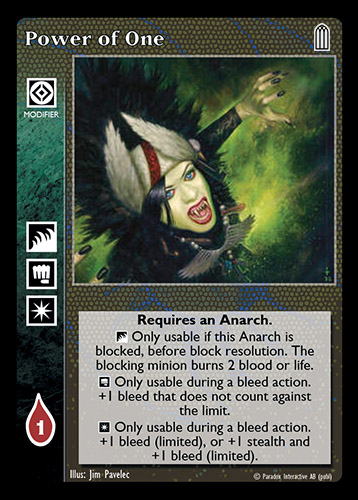 Power of One
MODIFIER
Requires an Anarch.
Only usable if this Anarch is
blocked, before block resolution. The
blocking minion burns 2 blood or life.
Only usable during a bleed action.
+1 bleed that does not count against
the limit.
Only usable during a bleed action.
+1 bleed (limited), or +1 stealth and
+1 bleed (limited).
1
Illus: Jim Pavelec
© Paradox Interactive AB (publ)